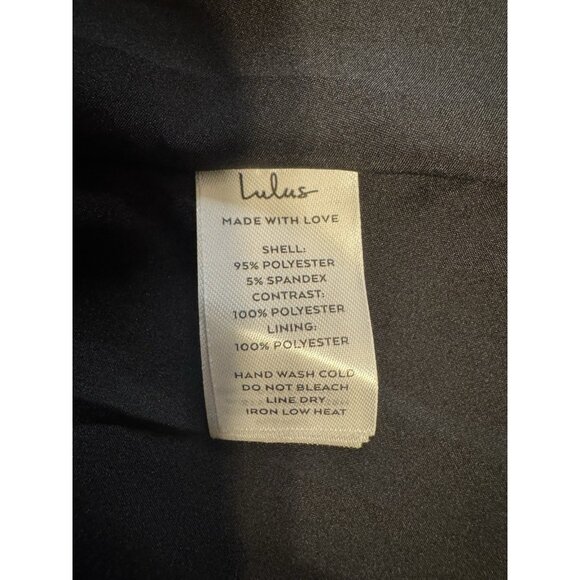 Lulus
MADE WITH LOVE
SHELL:
95% POLYESTER
5% SPANDEX
CONTRAST:
100% POLYESTER
LINING:
100% POLYESTER
HAND WASH COLD
DO NOT BLEACH
LINE DRY
IRON LOW HEAT